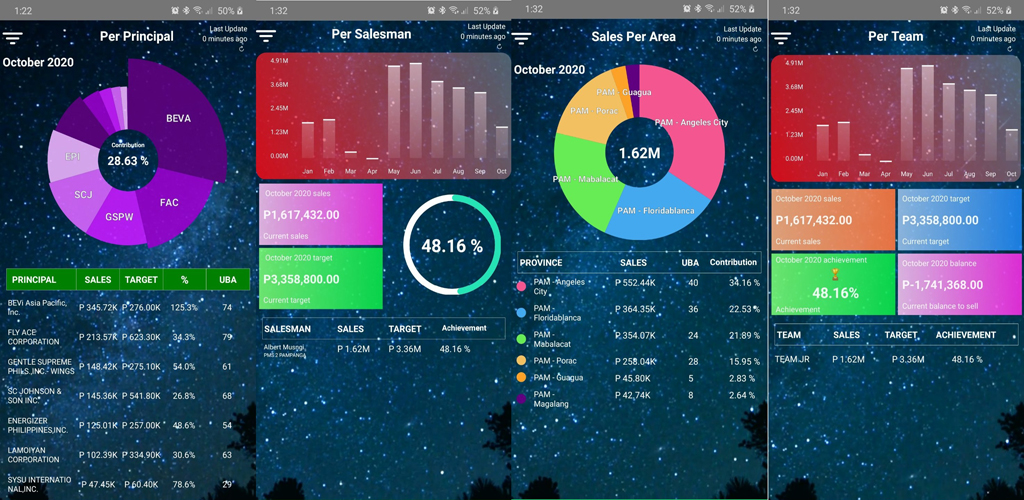 1:22
50%
Per Principal
Last Update
0 minutes ago
October 2020
BEVA
FAC
GSPW
SCJ
EPI
Contribution
28.63 %
PRINCIPAL SALES TARGET % UBA
BEVi Asia Pacific, Inc. ₱ 345.72K ₱ 276.00K 125.3% 74
FLY ACE CORPORATION ₱ 213.57K ₱ 623.30K 34.3% 79
GENTLE SUPREME PHILS.,INC.- WINGS ₱ 148.42K ₱ 275.10K 54.0% 61
SC JOHNSON & SON INC. ₱ 145.36K ₱ 541.80K 26.8% 68
ENERGIZER PHILIPPINES,INC. ₱ 125.01K ₱ 257.00K 48.6% 54
LAMOIYAN CORPORATION ₱ 102.39K ₱ 334.90K 30.6% 63
SYSU INTERNATIONAL,INC. ₱ 47.45K ₱ 60.40K 78.6% 29
1:32
52%
Per Salesman
Last Update
0 minutes ago
4.91M
3.68M
2.45M
1.23M
0.00M
Jan Feb Mar Apr May Jun Jul Aug Sep Oct
October 2020 sales
₱1,617,432.00
Current sales
October 2020 target
₱3,358,800.00
Current target
48.16 %
SALESMAN SALES TARGET Achievement
Albert Musngi ₱ 1.62M ₱ 3.36M 48.16 %
PMS 2 PAMPANGA
1:32
52%
Sales Per Area
Last Update
0 minutes ago
October 2020
PAM - Guagua
PAM - Porac
PAM - Angeles City
PAM - Mabalacat
PAM - Floridablanca
1.62M
PROVINCE SALES UBA Contribution
PAM - Angeles City ₱ 552.44K 40 34.16 %
PAM - Floridablanca ₱ 364.35K 36 22.53 %
PAM - Mabalacat ₱ 354.07K 24 21.89 %
PAM - Porac ₱ 258.04K 28 15.95 %
PAM - Guagua ₱ 45.80K 5 2.83 %
PAM - Magalang ₱ 42.74K 8 2.64 %
1:32
52%
Per Team
Last Update
0 minutes ago
4.91M
3.68M
2.45M
1.23M
0.00M
Jan Feb Mar Apr May Jun Jul Aug Sep Oct
October 2020 sales
₱1,617,432.00
Current sales
October 2020 target
₱3,358,800.00
Current target
October 2020 achievement
48.16%
Achievement
October 2020 balance
₱-1,741,368.00
Current balance to sell
TEAM SALES TARGET ACHIEVEMENT
TEAM JR ₱ 1.62M ₱ 3.36M 48.16 %